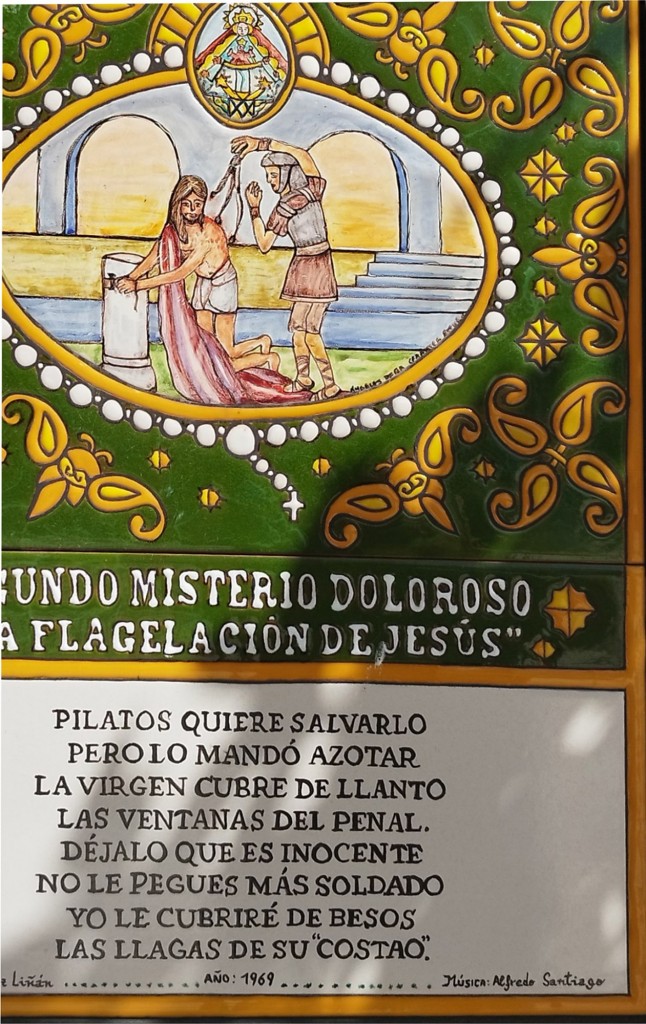 XXI
GUNDO MISTERIO DOLOROSO
A FLAGELACIÓN DE JESÚS"
PILATOS QUIERE SALVARLO
PERO LO MANDÓ AZOTAR
LA VIRGEN CUBRE DE LLANTO
LAS VENTANAS DEL PENAL.
DÉJALO QUE ES INOCENTE
NO LE PEGUES MÁS SOLDADO
YO LE CUBRIRÉ DE BESOS
LAS LLAGAS DE SU "COSTAO".
z Liñán ........ AÑO: 1969 ........ Música: Alfredo Santiago